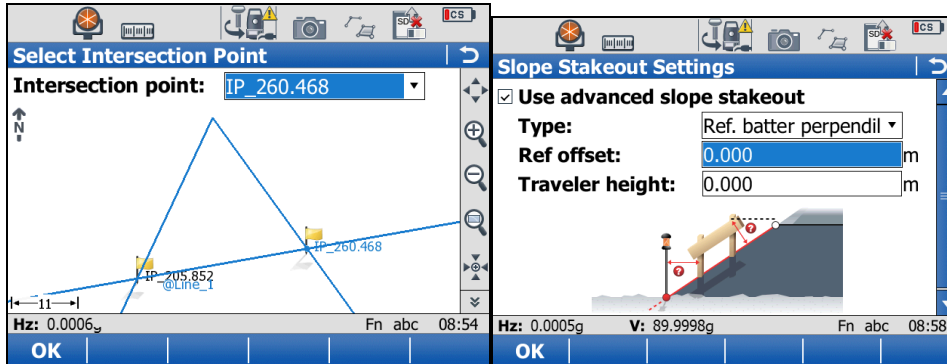 CS
Select Intersection Point
Intersection point: IP_260.468
N
IP_260.468
IP_205.852
@Line_1
11
Hz: 0.0006g Fn abc 08:54
OK
CS
Slope Stakeout Settings
Use advanced slope stakeout
Type: Ref. batter perpendil
Ref offset: 0.000 m
Traveler height: 0.000 m
? ?
Hz: 0.0005g V: 89.9998g Fn abc 08:58
OK